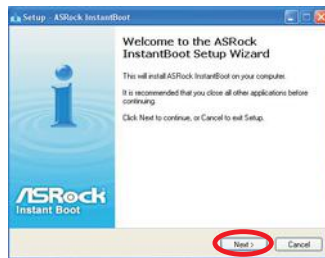 Setup - ASRock InstantBoot
Welcome to the ASRock
InstantBoot Setup Wizard
This will install ASRock InstantBoot on your computer.
It is recommended that you close all other applications before
continuing.
Click Next to continue, or Cancel to exit Setup.
ASRock
Instant Boot
Next >
Cancel